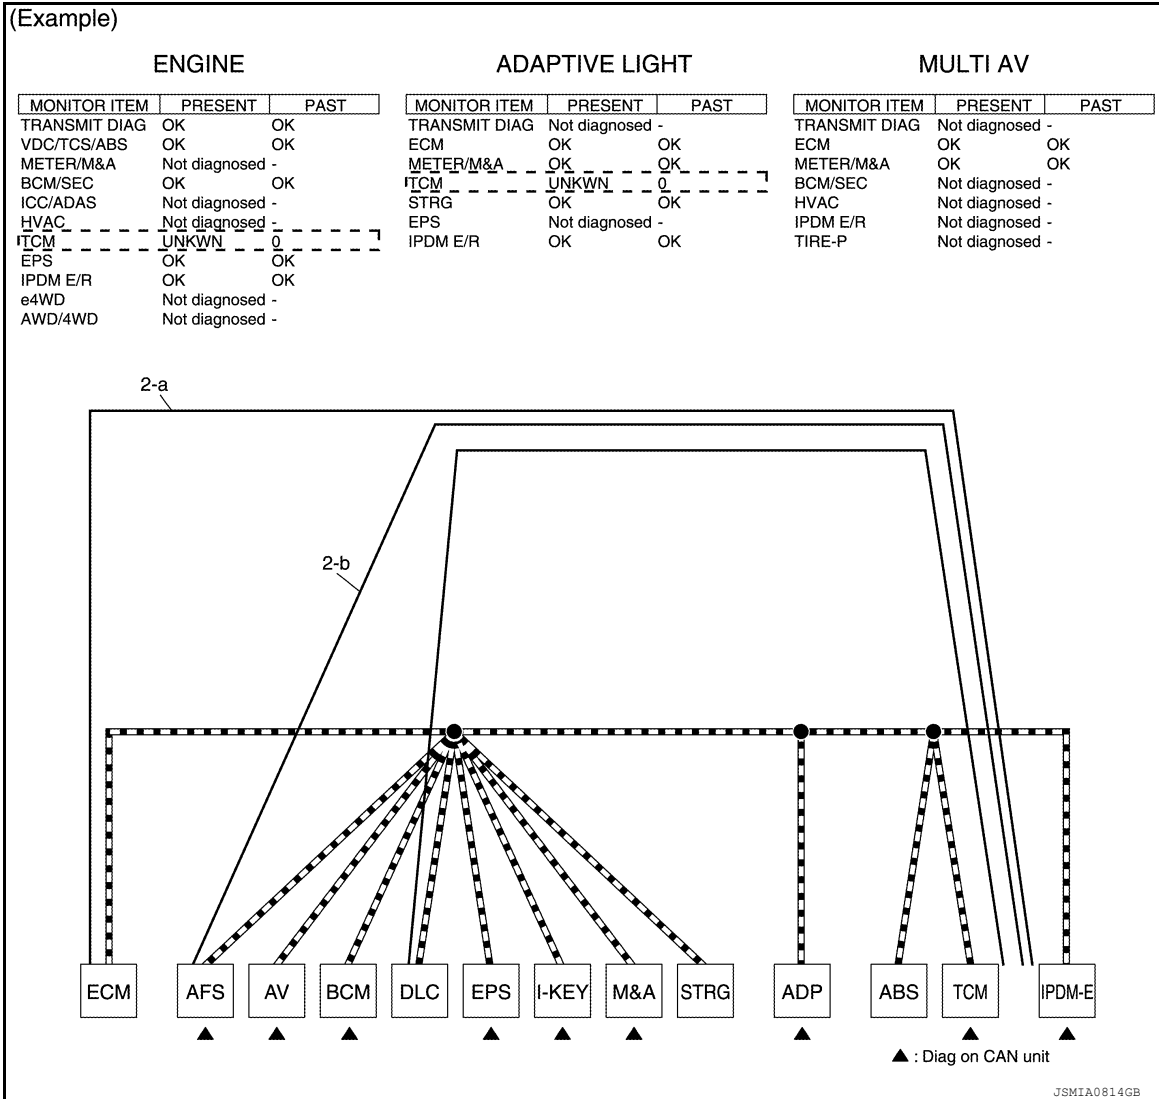 (Example)
ENGINE ADAPTIVE LIGHT MULTI AV
MONITOR ITEM PRESENT PAST MONITOR ITEM PRESENT PAST MONITOR ITEM PRESENT PAST
TRANSMIT DIAG OK OK TRANSMIT DIAG Not diagnosed - TRANSMIT DIAG Not diagnosed -
VDC/TCS/ABS OK OK ECM OK OK ECM OK OK
METER/M&A Not diagnosed - METER/M&A OK OK METER/M&A OK OK
BCM/SEC OK OK TCM UNKWN 0 BCM/SEC Not diagnosed -
ICC/ADAS Not diagnosed - STRG OK OK HVAC Not diagnosed -
HVAC Not diagnosed - EPS Not diagnosed - IPDM E/R Not diagnosed -
TCM UNKWN 0 IPDM E/R OK OK TIRE-P Not diagnosed -
EPS OK OK
IPDM E/R OK OK
e4WD Not diagnosed -
AWD/4WD Not diagnosed -
2-a
2-b
ECM AFS AV BCM DLC EPS I-KEY M&A STRG ADP ABS TCM IPDM-E
▲ : Diag on CAN unit
JSMIA0814GB